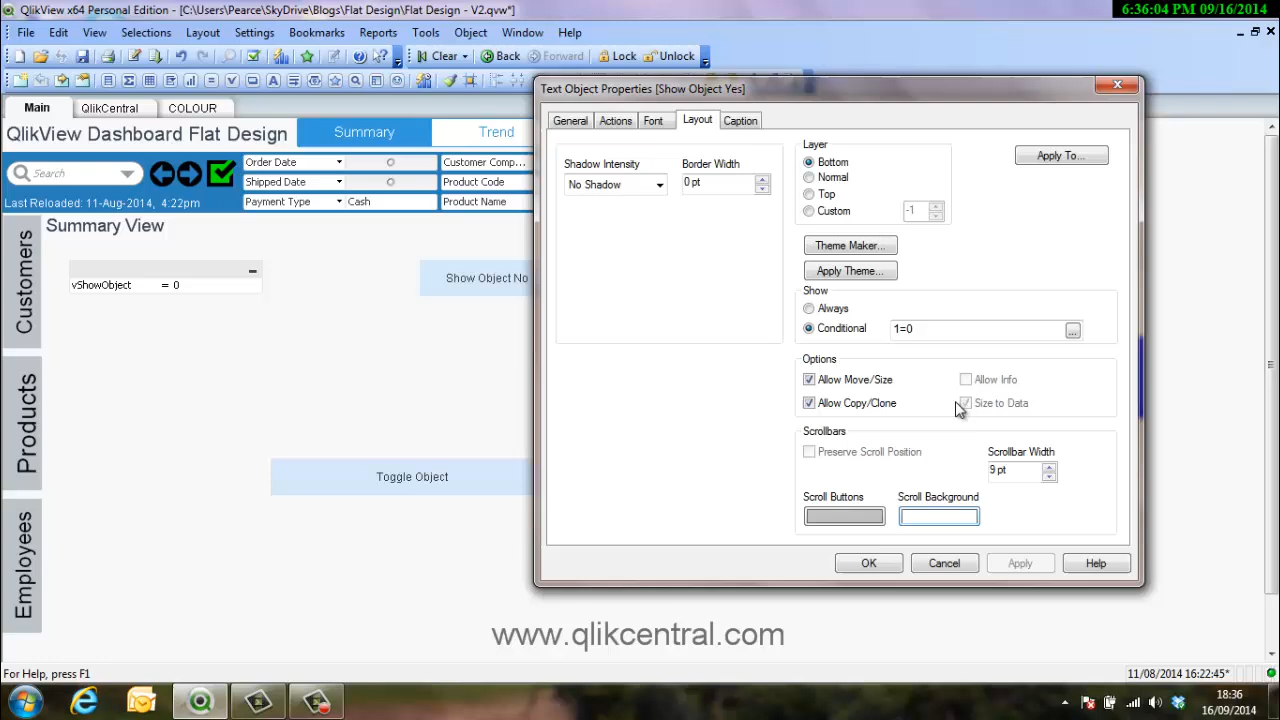 QlikView x64 Personal Edition - [C:\Users\Pearce\SkyDrive\Blogs\Flat Design\Flat Design - V2.qvw*]
6:36:04 PM 09/16/2014
File Edit View Selections Layout Settings Bookmarks Reports Tools Object Window Help
Clear Back Forward Lock Unlock
Main QlikCentral COLOUR
QlikView Dashboard Flat Design Summary Trend
Search
Last Reloaded: 11-Aug-2014, 4:22pm
Order Date Customer Comp...
Shipped Date Product Code
Payment Type Cash Product Name
Customers
Products
Employees
Summary View
vShowObject = 0
Show Object No
Toggle Object
Text Object Properties [Show Object Yes]
General Actions Font Layout Caption
Shadow Intensity Border Width
No Shadow 0 pt
Layer
Bottom
Normal
Top
Custom -1
Apply To...
Theme Maker...
Apply Theme...
Show
Always
Conditional 1=0 ...
Options
Allow Move/Size Allow Info
Allow Copy/Clone Size to Data
Scrollbars
Preserve Scroll Position Scrollbar Width
9 pt
Scroll Buttons Scroll Background
OK Cancel Apply Help
www.qlikcentral.com
For Help, press F1 11/08/2014 16:22:45*
18:36
16/09/2014